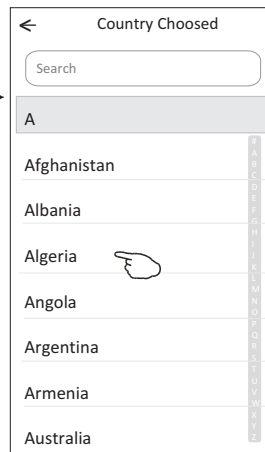 Country Choosed
Search
A
Afghanistan
Albania
Algeria
Angola
Argentina
Armenia
Australia
#
A
B
C
D
E
F
G
H
I
J
K
L
M
N
O
P
Q
R
S
T
U
V
W
X
Y
Z